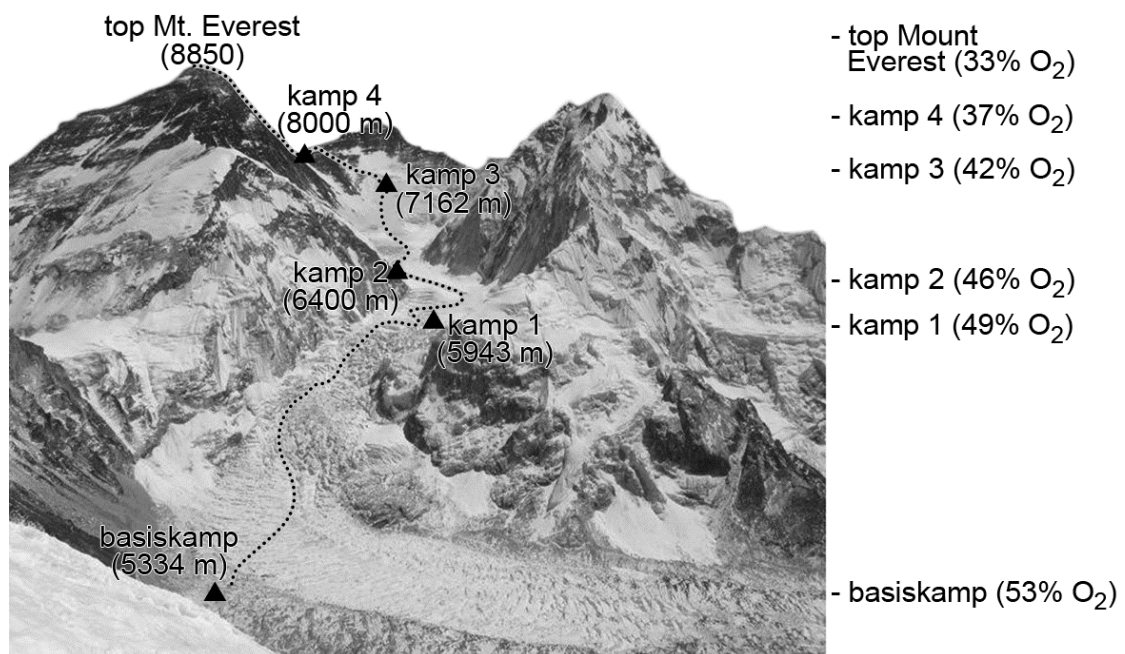 top Mt. Everest
(8850)
kamp 4
(8000 m)
kamp 3
(7162 m)
kamp 2
(6400 m)
kamp 1
(5943 m)
basiskamp
(5334 m)
- top Mount
Everest (33% O₂)
- kamp 4 (37% O₂)
- kamp 3 (42% O₂)
- kamp 2 (46% O₂)
- kamp 1 (49% O₂)
- basiskamp (53% O₂)